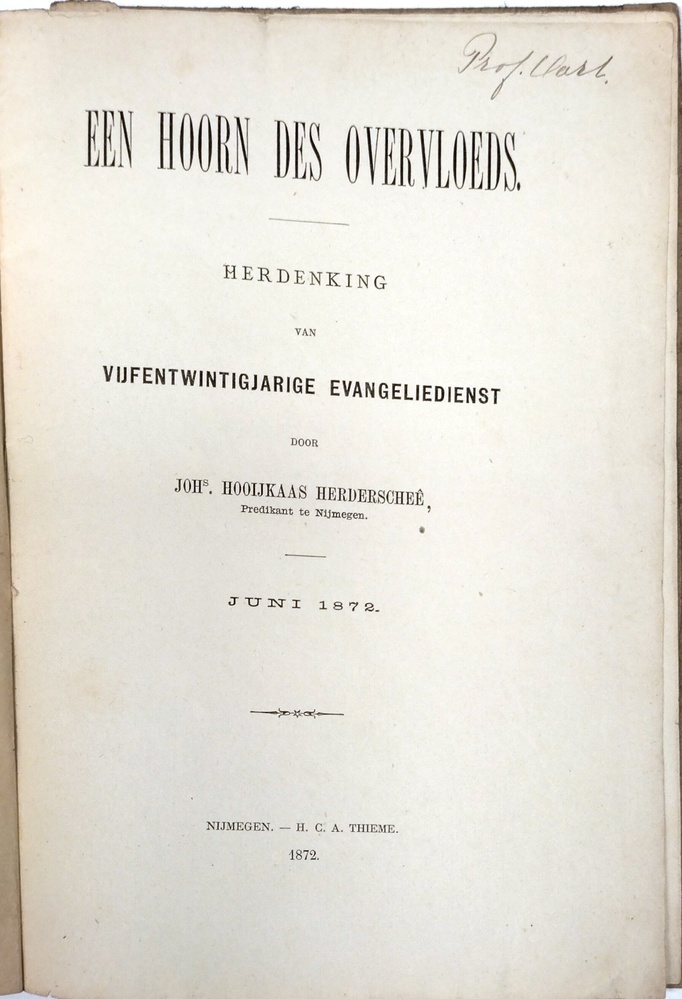 Prof.
EEN HOORN DES OVERVLOEDS.
HERDENKING
VAN
VIJFENTWINTIGJARIGE EVANGELIEDIENST
DOOR
JOHS. HOOIJKAAS HERDERSCHEÊ,
Predikant te Nijmegen.
JUNI 1872.
NIJMEGEN. — H. C. A. THIEME.
1872.